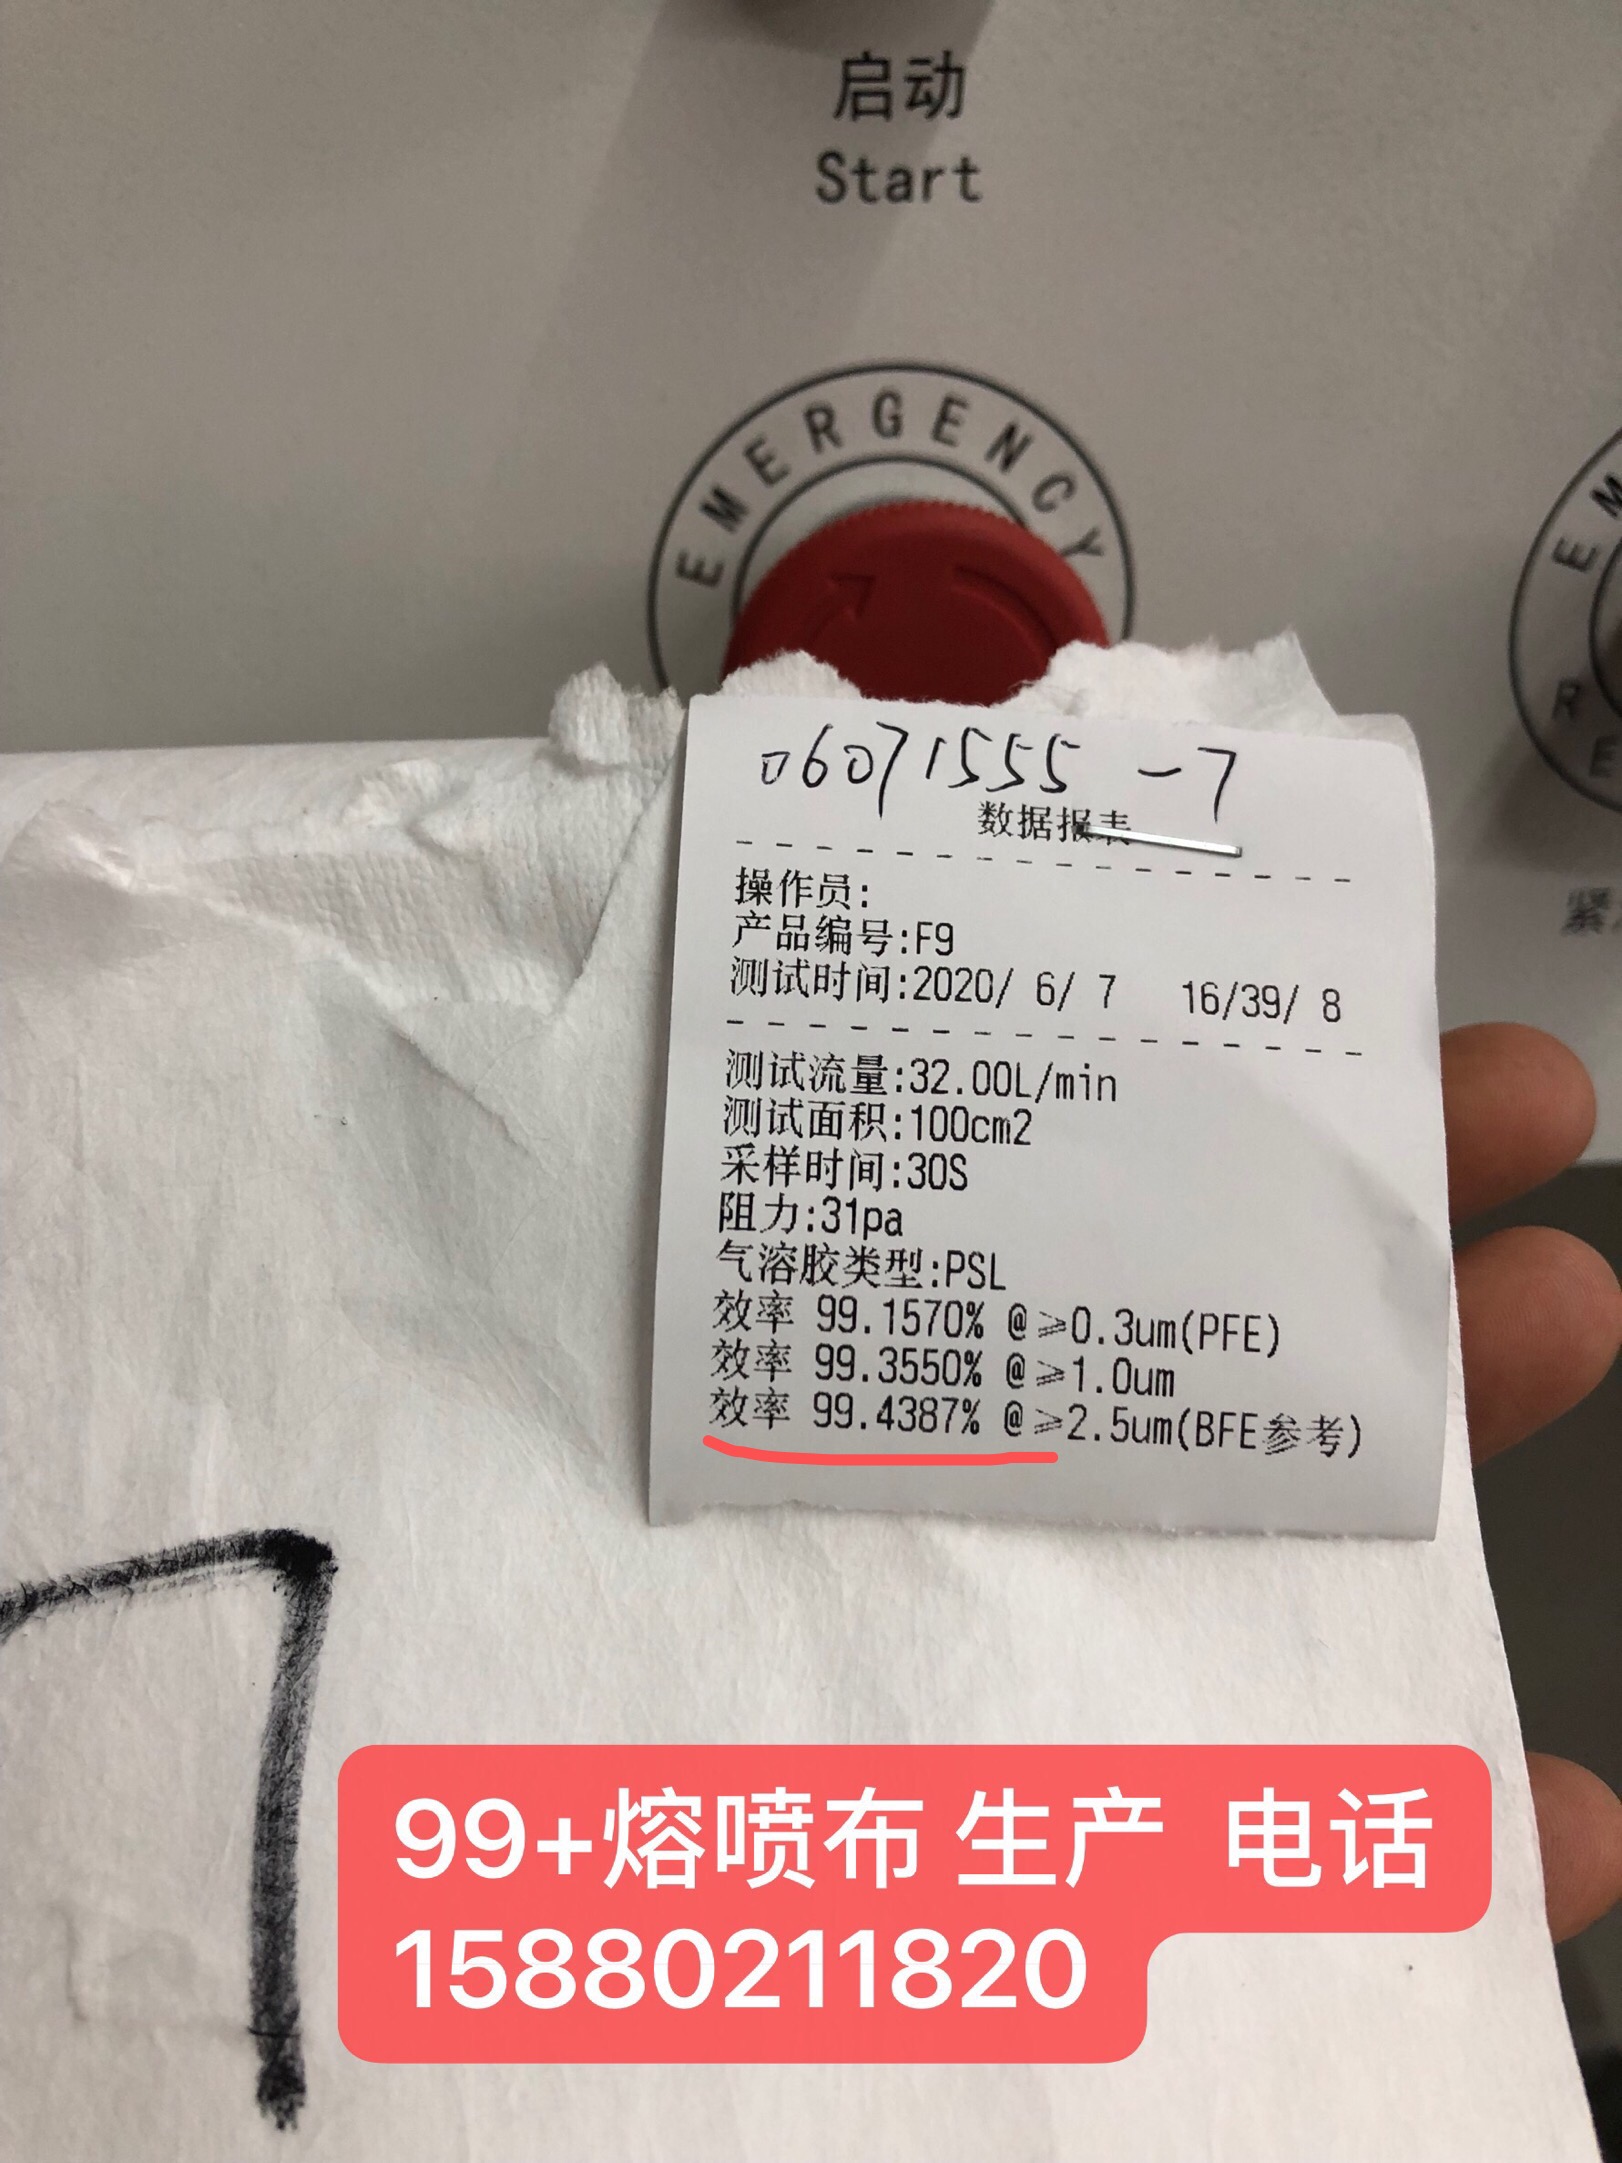 启动
Start
EMERGENCY
EM
RE
紧
06071555-7
数据报表
操作员:
产品编号:F9
测试时间:2020/ 6/ 7 16/39/ 8
测试流量:32.00L/min
测试面积:100cm2
采样时间:30S
阻力:31pa
气溶胶类型:PSL
效率 99.1570% @≥0.3um(PFE)
效率 99.3550% @≥1.0um
效率 99.4387% @≥2.5um(BFE参考)
99+熔喷布 生产 电话
15880211820